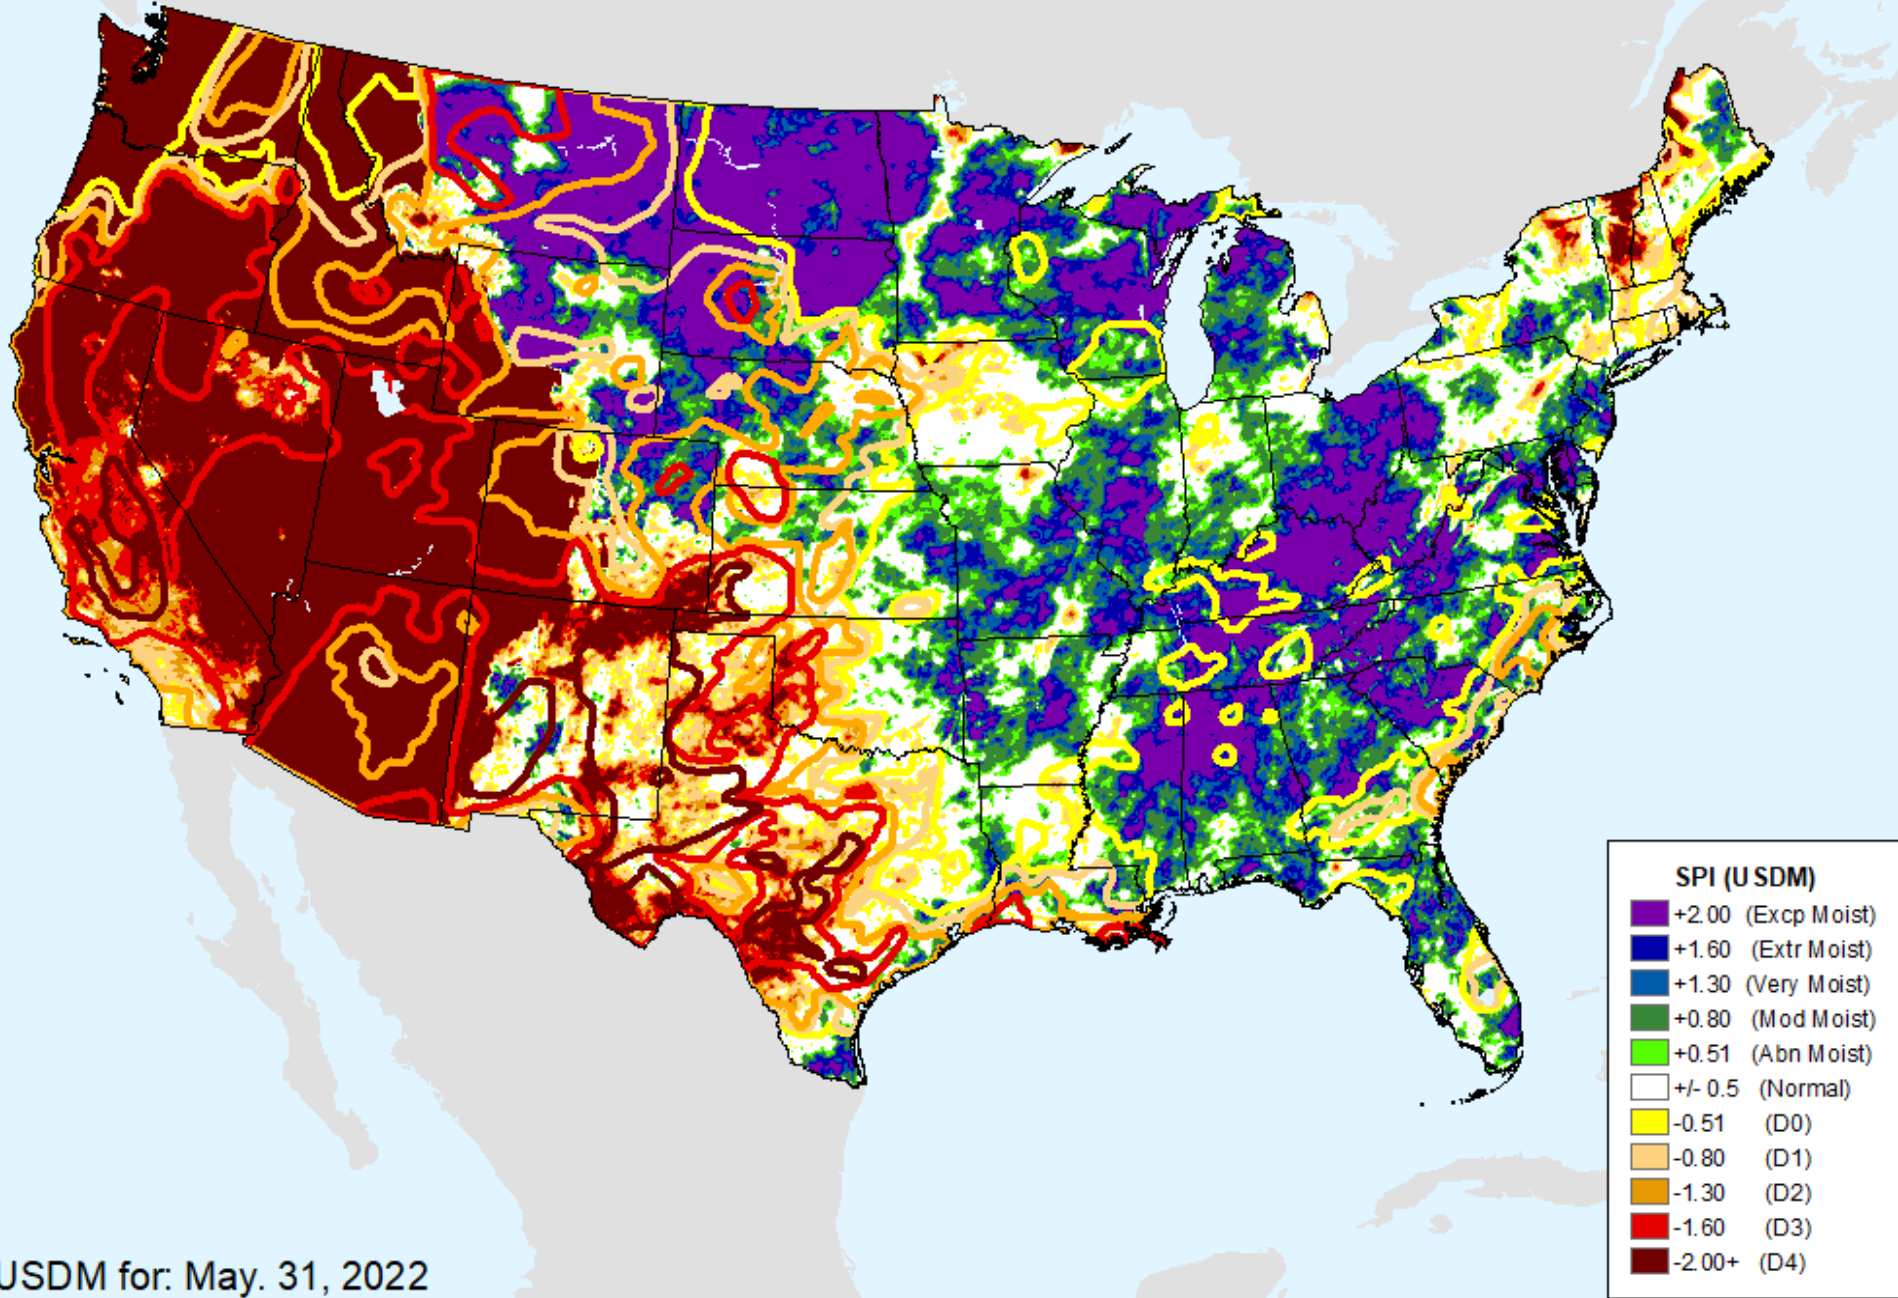 SPI (USDM)
+2.00 (Excp Moist)
+1.60 (Extr Moist)
+1.30 (Very Moist)
+0.80 (Mod Moist)
+0.51 (Abn Moist)
+/- 0.5 (Normal)
-0.51 (D0)
-0.80 (D1)
-1.30 (D2)
-1.60 (D3)
-2.00+ (D4)
USDM for: May. 31, 2022